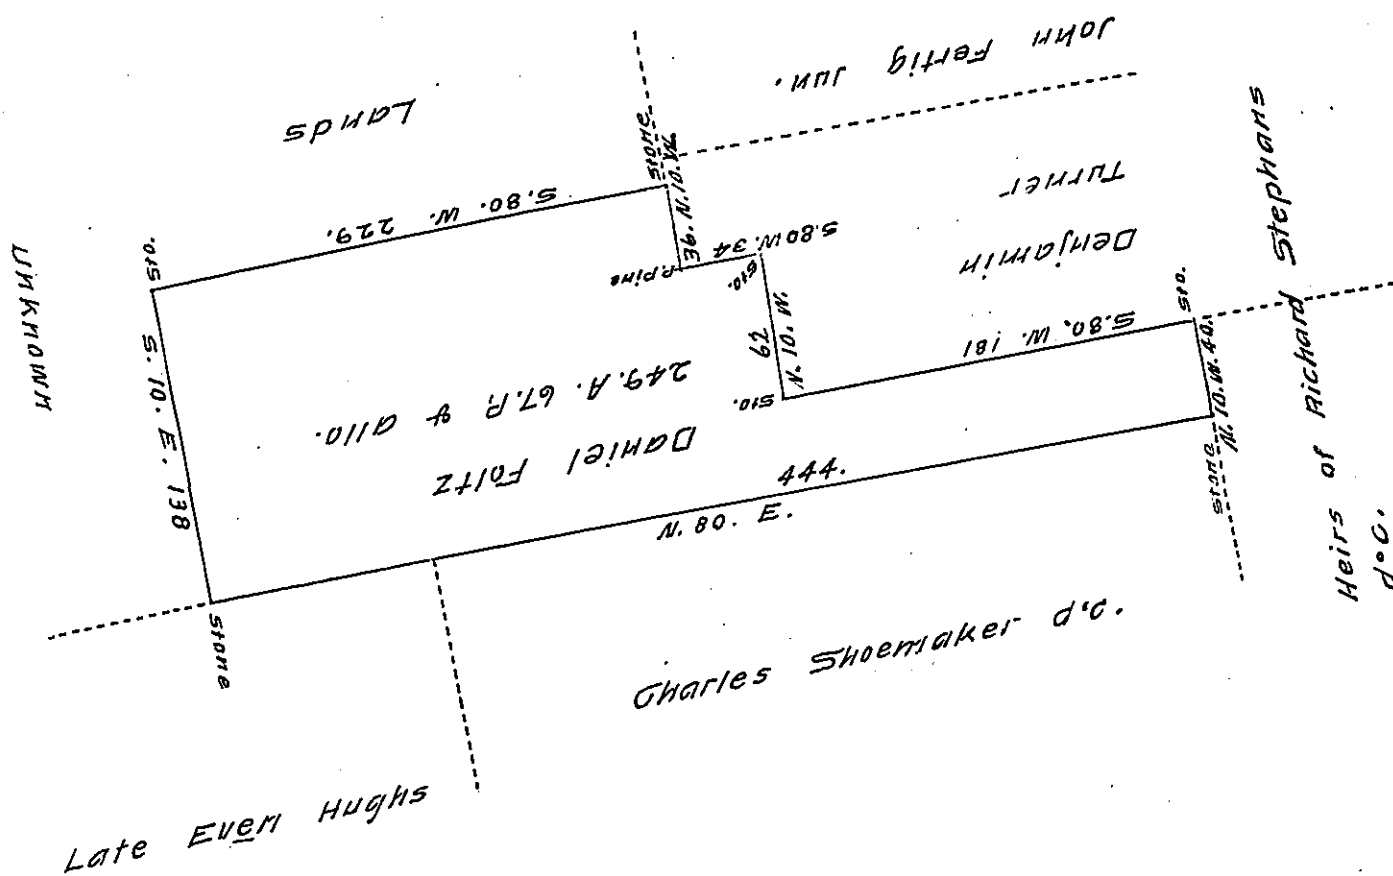 John Fertig Jun.
Lands
Stone
36. N. 10. W.
Turner
Benjamin
Heirs of Richard Stephans
d°C.
S. 80. W. 229.
S. 80 W. 34
Sto.
P. Pine
Sto.
Unknown
62
N. 10. W.
S. 80. W. 181
Sto.
N. 10. W. 40.
S. 10. E. 138
249. A. 67. P. & allo.
Sto.
Daniel Foltz
444.
Stone
N. 80. E.
Stone
Charles Shoemaker d,c.
Late Even Hughs